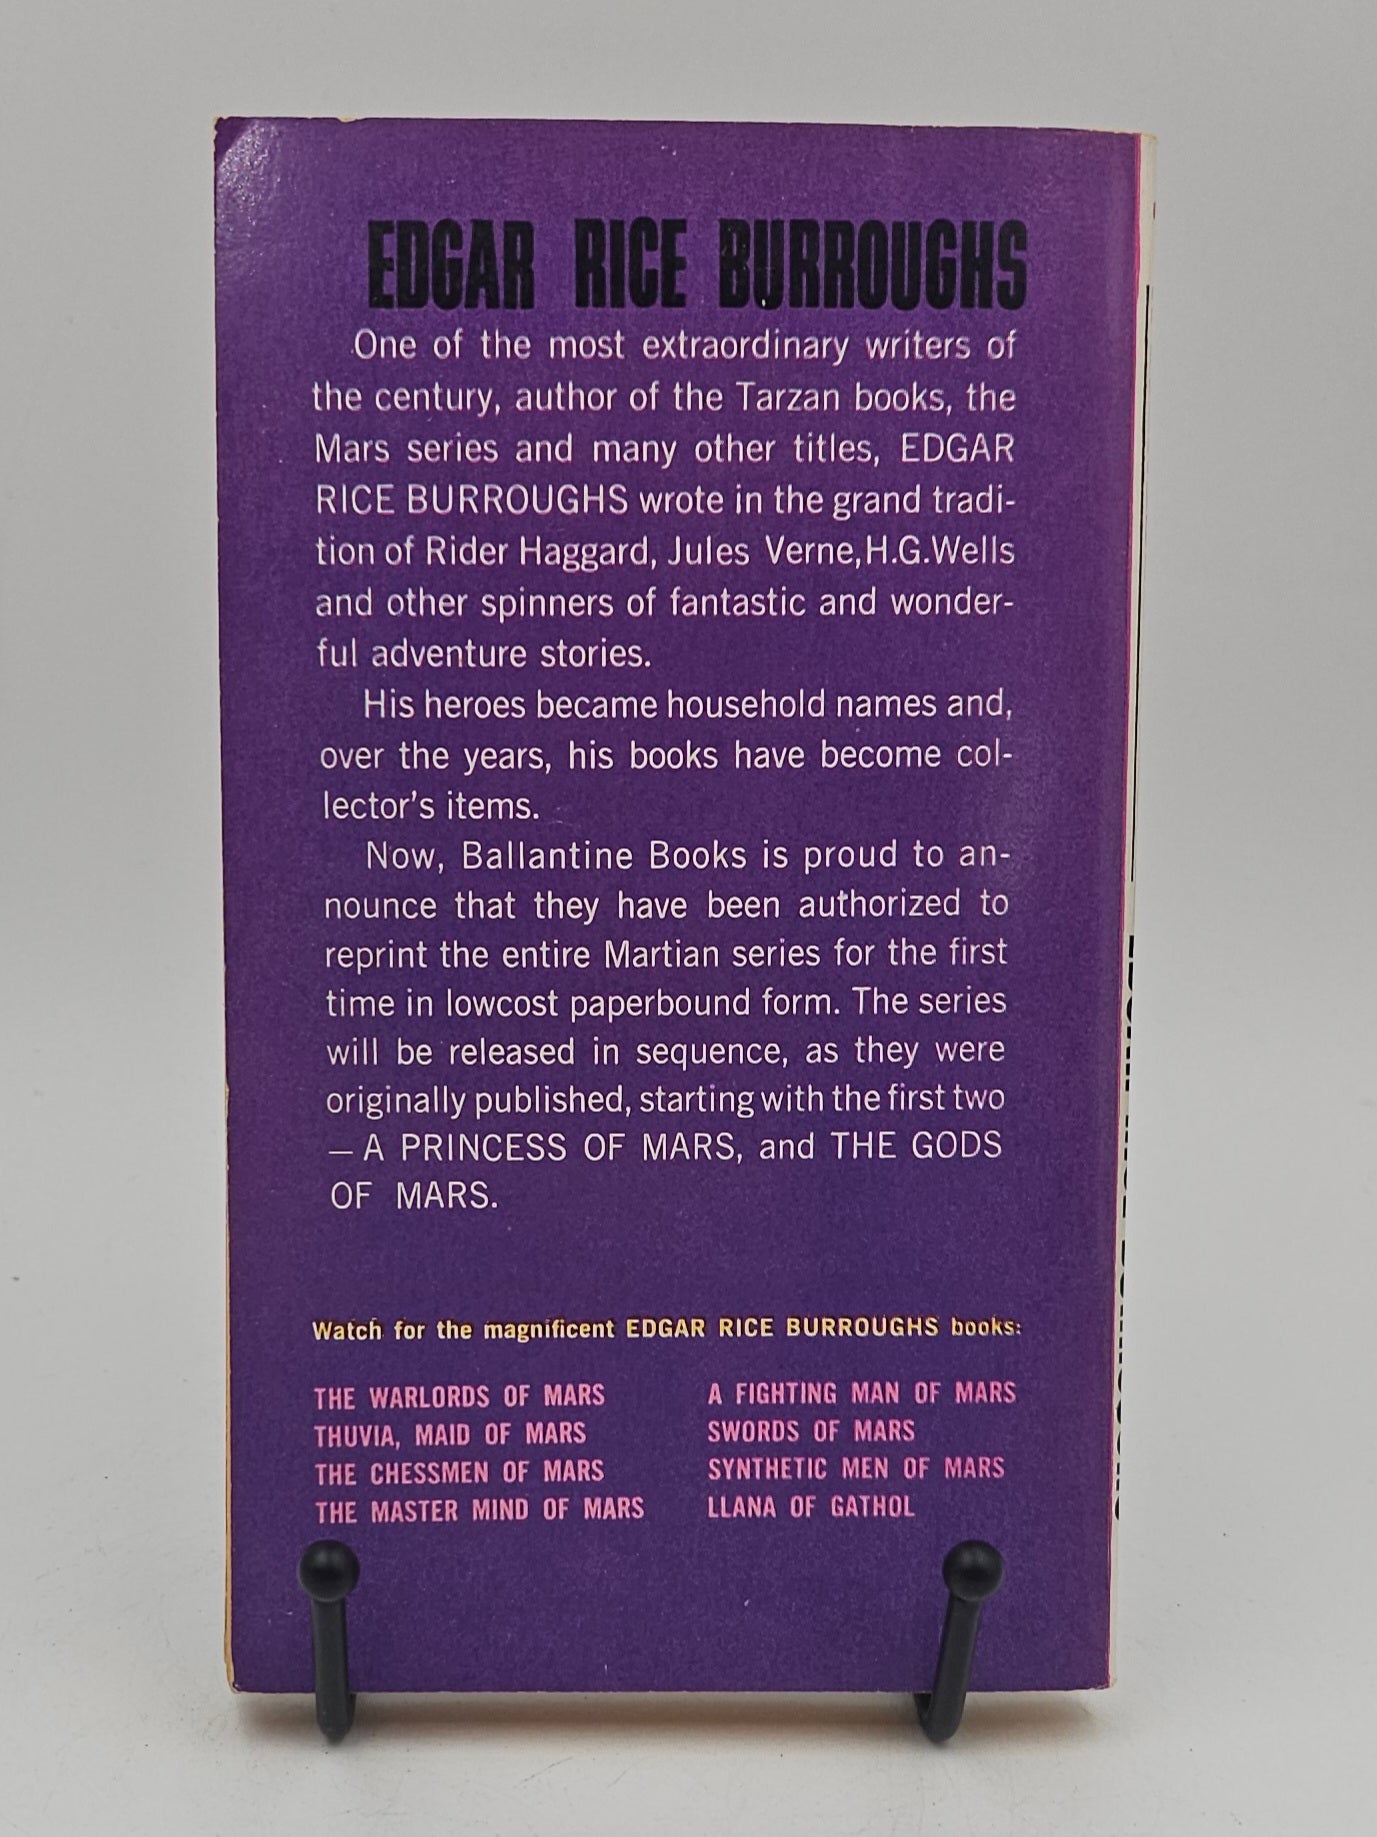 EDGAR RICE BURROUGHS
One of the most extraordinary writers of
the century, author of the Tarzan books, the
Mars series and many other titles, EDGAR
RICE BURROUGHS wrote in the grand tradi-
tion of Rider Haggard, Jules Verne,H.G.Wells
and other spinners of fantastic and wonder-
ful adventure stories.
His heroes became household names and,
over the years, his books have become col-
lector's items.
Now, Ballantine Books is proud to an-
nounce that they have been authorized to
reprint the entire Martian series for the first
time in lowcost paperbound form. The series
will be released in sequence, as they were
originally published, starting with the first two
— A PRINCESS OF MARS, and THE GODS
OF MARS.
Watch for the magnificent EDGAR RICE BURROUGHS books:
THE WARLORDS OF MARS
THUVIA, MAID OF MARS
THE CHESSMEN OF MARS
THE MASTER MIND OF MARS
A FIGHTING MAN OF MARS
SWORDS OF MARS
SYNTHETIC MEN OF MARS
LLANA OF GATHOL